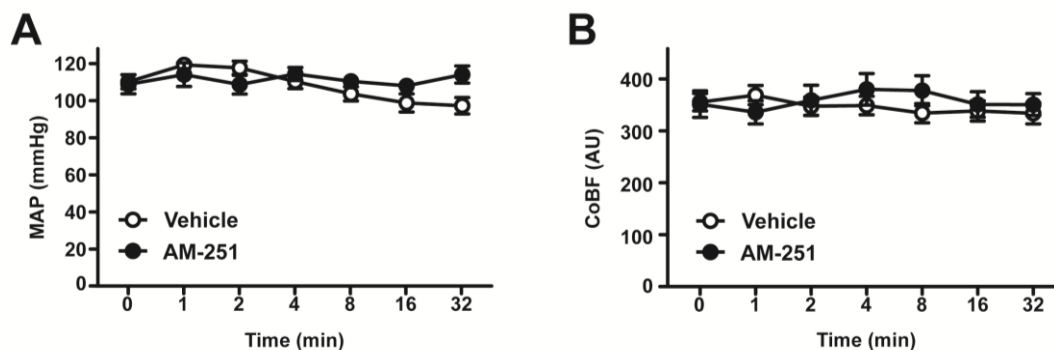 A
MAP (mmHg)
120
100
80
60
40
20
0
Vehicle
AM-251
0 1 2 4 8 16 32
Time (min)
B
CoBF (AU)
400
300
200
100
0
Vehicle
AM-251
0 1 2 4 8 16 32
Time (min)